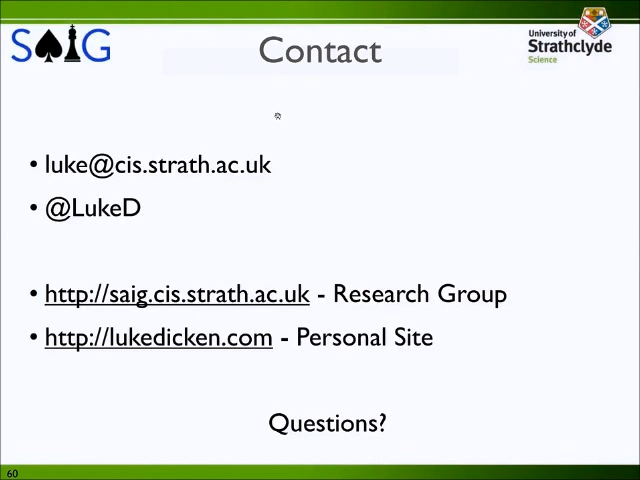 S♠♟IG
Contact
University of
Strathclyde
Science
• luke@cis.strath.ac.uk
• @LukeD
• http://saig.cis.strath.ac.uk - Research Group
• http://lukedicken.com - Personal Site
Questions?
60